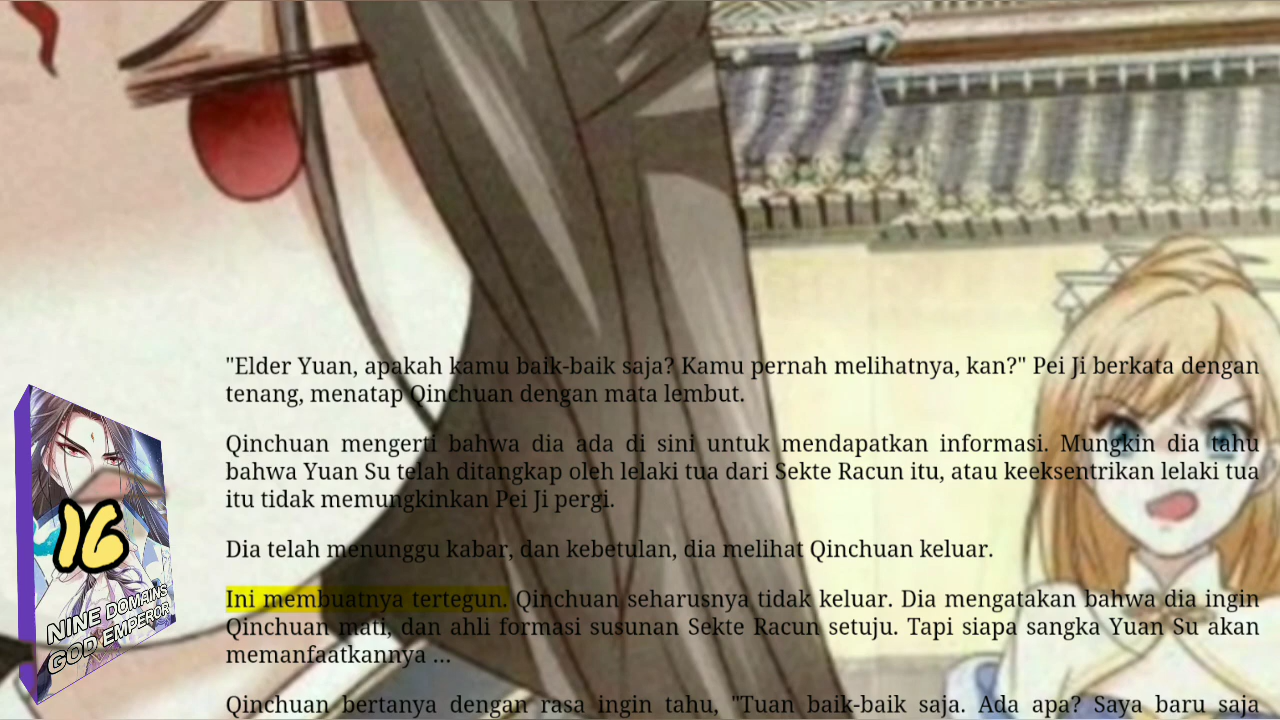 "Elder Yuan, apakah kamu baik-baik saja? Kamu pernah melihatnya, kan?" Pei Ji berkata dengan
tenang, menatap Qinchuan dengan mata lembut.
Qinchuan mengerti bahwa dia ada di sini untuk mendapatkan informasi. Mungkin dia tahu
bahwa Yuan Su telah ditangkap oleh lelaki tua dari Sekte Racun itu, atau keeksentrikan lelaki tua
itu tidak memungkinkan Pei Ji pergi.
Dia telah menunggu kabar, dan kebetulan, dia melihat Qinchuan keluar.
Ini membuatnya tertegun. Qinchuan seharusnya tidak keluar. Dia mengatakan bahwa dia ingin
Qinchuan mati, dan ahli formasi susunan Sekte Racun setuju. Tapi siapa sangka Yuan Su akan
memanfaatkannya ...
Qinchuan bertanya dengan rasa ingin tahu, "Tuan baik-baik saja. Ada apa? Saya baru saja
16
NINE DOMAINS
GOD EMPEROR